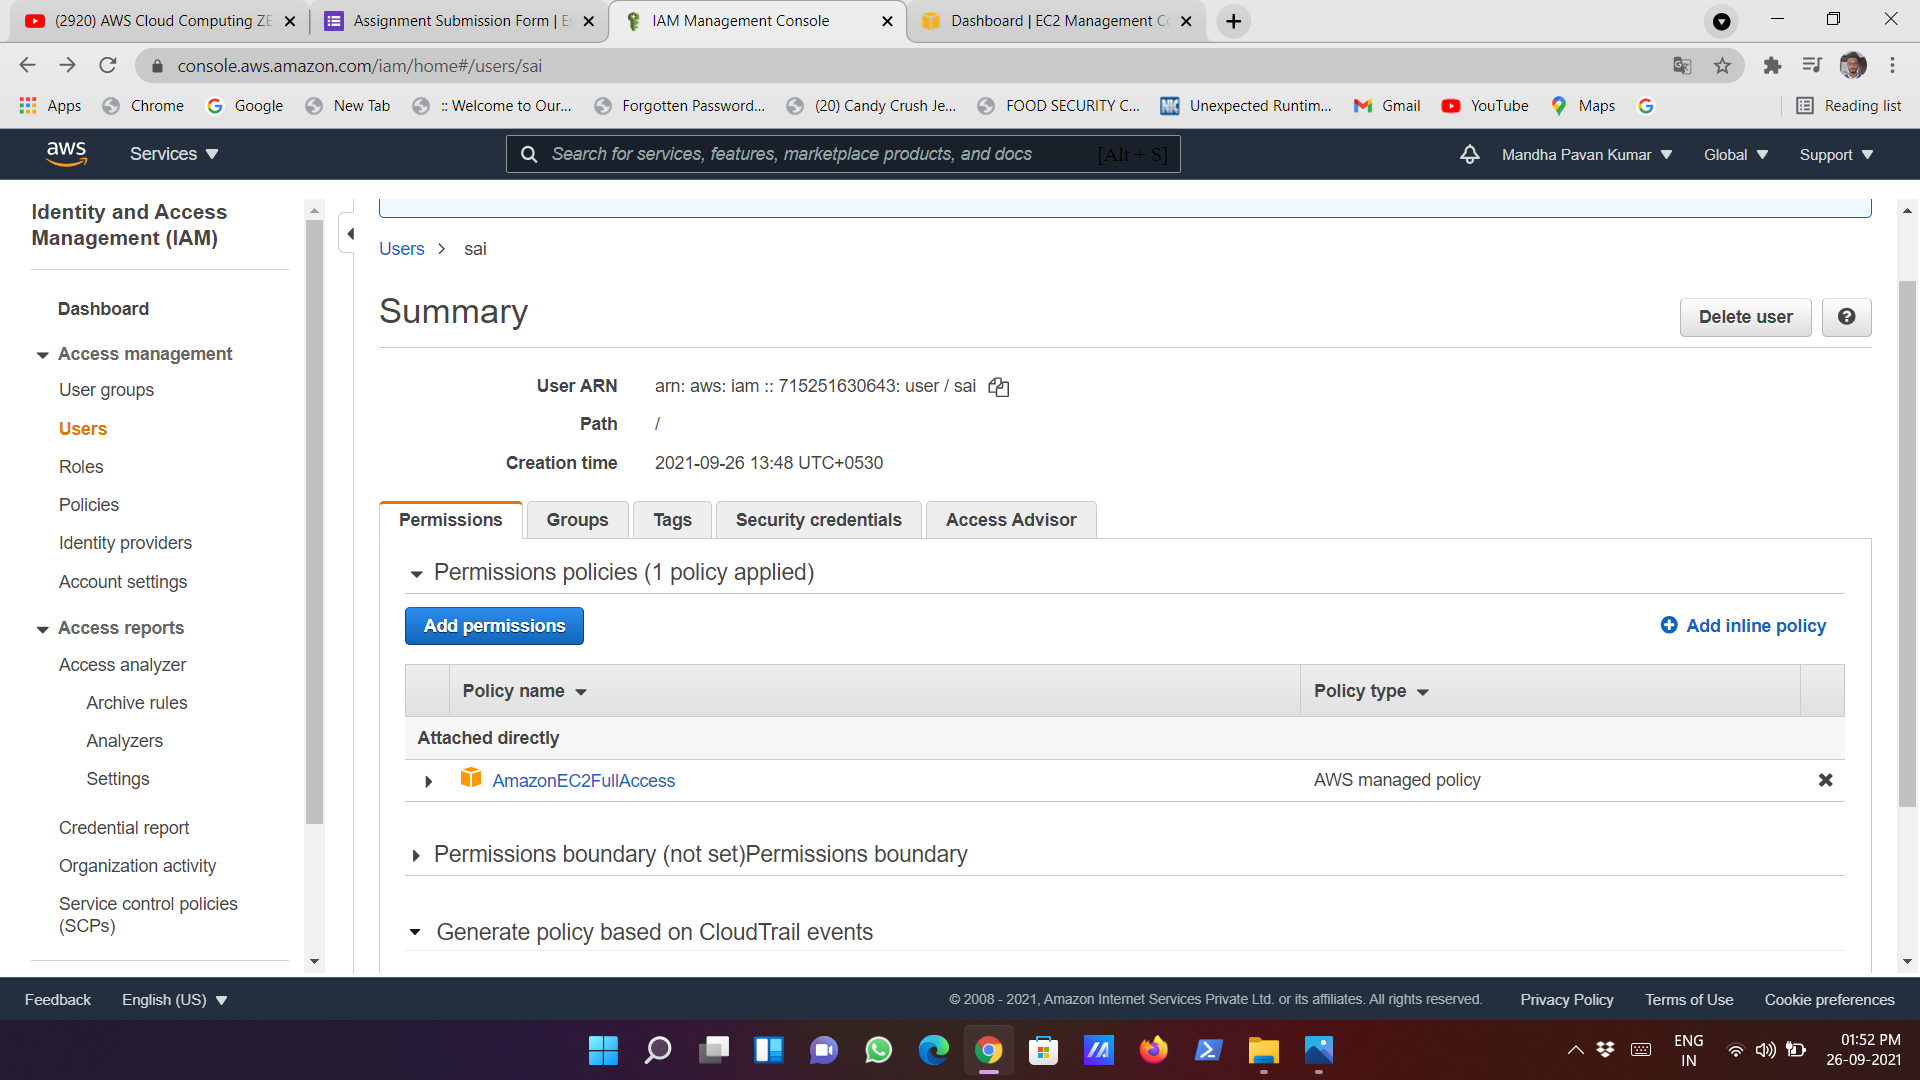 (2920) AWS Cloud Computing ZE
Assignment Submission Form | Es
IAM Management Console
Dashboard | EC2 Management Co
console.aws.amazon.com/iam/home#/users/sai
Apps
Chrome
Google
New Tab
:: Welcome to Our...
Forgotten Password...
(20) Candy Crush Je...
FOOD SECURITY C...
Unexpected Runtim...
Gmail
YouTube
Maps
Reading list
aws
Services
Search for services, features, marketplace products, and docs
[Alt + S]
Mandha Pavan Kumar
Global
Support
Identity and Access
Management (IAM)
Dashboard
Access management
User groups
Users
Roles
Policies
Identity providers
Account settings
Access reports
Access analyzer
Archive rules
Analyzers
Settings
Credential report
Organization activity
Service control policies
(SCPs)
Users > sai
Summary
Delete user
?
User ARN arn: aws: iam :: 715251630643: user / sai
Path /
Creation time 2021-09-26 13:48 UTC+0530
Permissions
Groups
Tags
Security credentials
Access Advisor
Permissions policies (1 policy applied)
Add permissions
Add inline policy
Policy name
Policy type
Attached directly
AmazonEC2FullAccess
AWS managed policy
Permissions boundary (not set)Permissions boundary
Generate policy based on CloudTrail events
Feedback
English (US)
© 2008 - 2021, Amazon Internet Services Private Ltd. or its affiliates. All rights reserved.
Privacy Policy
Terms of Use
Cookie preferences
ENG
IN
01:52 PM
26-09-2021